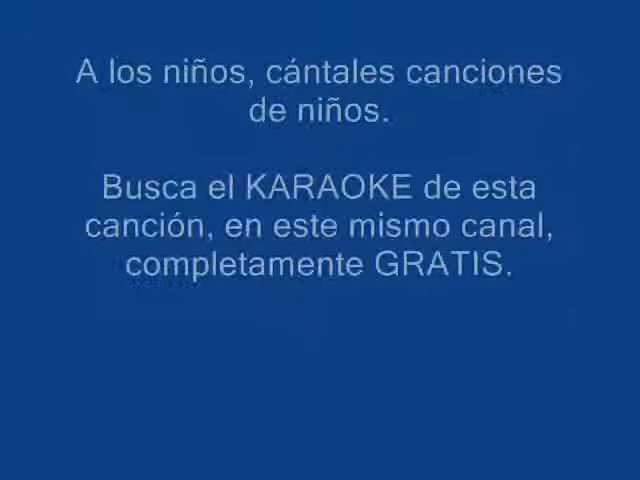 A los niños, cántales canciones
de niños.
Busca el KARAOKE de esta
canción, en este mismo canal,
completamente GRATIS.